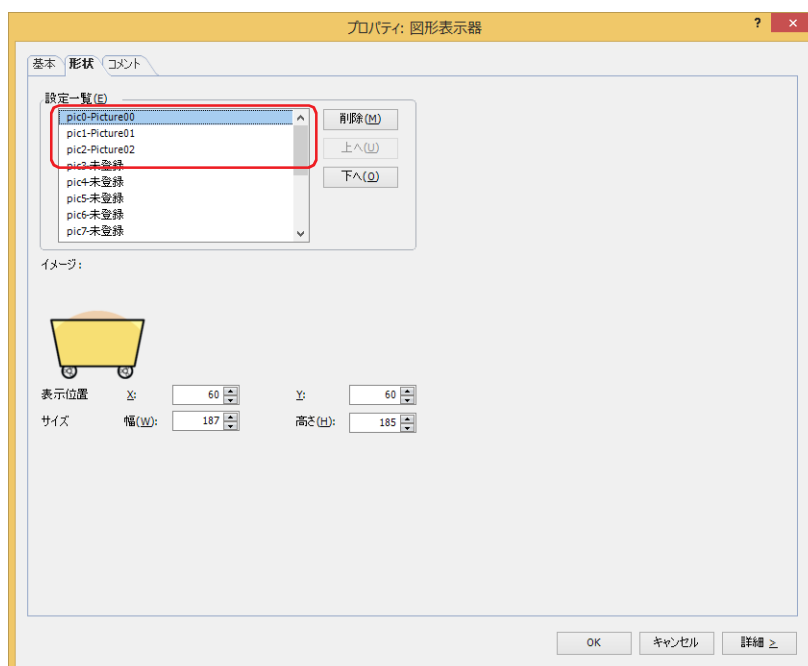 プロパティ: 図形表示器
?
×
基本 形状 コメント
設定一覧(E)
pic0-Picture00
pic1-Picture01
pic2-Picture02
pic3-未登録
pic4-未登録
pic5-未登録
pic6-未登録
pic7-未登録
削除(M)
上へ(U)
下へ(O)
イメージ:
表示位置 X: 60 Y: 60
サイズ 幅(W): 187 高さ(H): 185
OK キャンセル 詳細 >